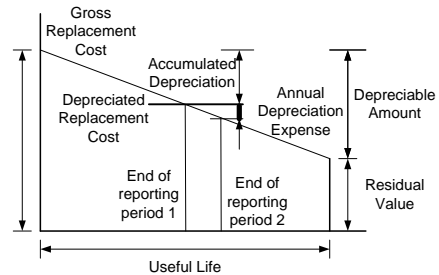 Gross
Replacement
Cost
Accumulated
Depreciation
Annual
Depreciation
Expense
Depreciable
Amount
Depreciated
Replacement
Cost
End of
reporting
period 1
End of
reporting
period 2
Residual
Value
Useful Life